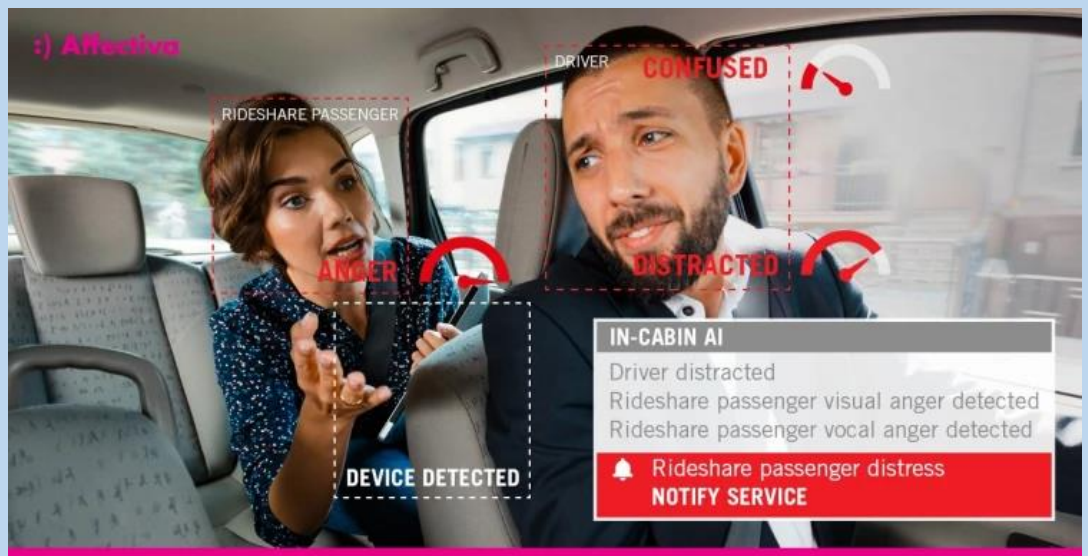 :) Affectiva
DRIVER
CONFUSED
RIDESHARE PASSENGER
ANGER
DISTRACTED
DEVICE DETECTED
IN-CABIN AI
Driver distracted
Rideshare passenger visual anger detected
Rideshare passenger vocal anger detected
Rideshare passenger distress
NOTIFY SERVICE